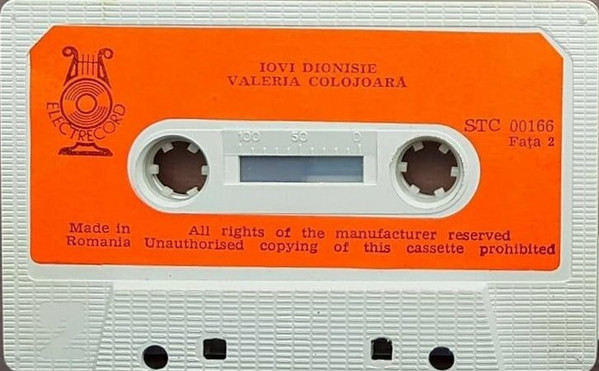 IOVI DIONISIE
VALERIA COLOJOARĂ
ELECTRECORD
STC 00166
Fața 2
100 50 0
Made in
Romania
All rights of the manufacturer reserved
Unauthorised copying of this cassette prohibited
2